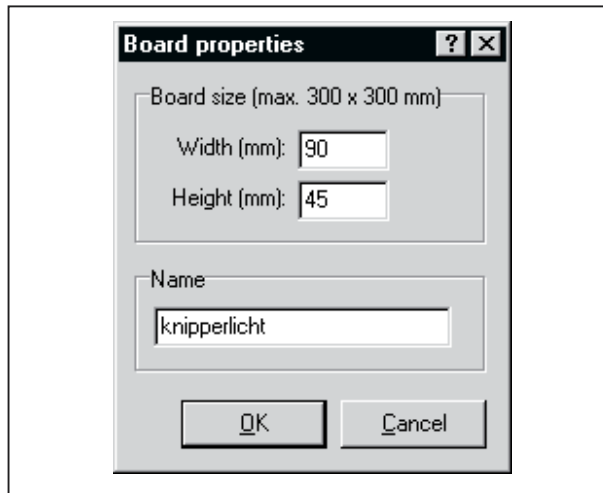 Board properties ? X
Board size (max. 300 x 300 mm)
Width (mm): 90
Height (mm): 45
Name
knipperlicht
OK Cancel